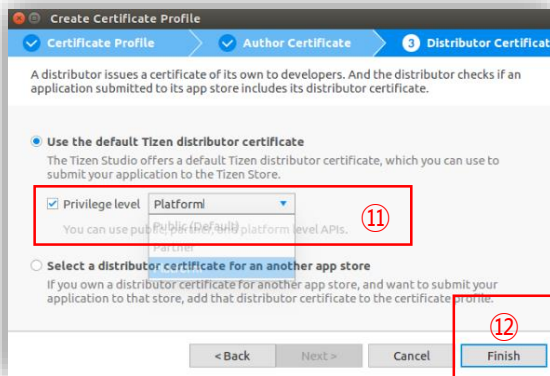 Create Certificate Profile
Certificate Profile
Author Certificate
3 Distributor Certificat
A distributor issues a certificate of its own to developers. And the distributor checks if an
application submitted to its app store includes its distributor certificate.
Use the default Tizen distributor certificate
The Tizen Studio offers a default Tizen distributor certificate, which you can use to
submit your application to the Tizen Store.
Privilege level Platform
⑪
Public (Default)
You can use public, partner, and platform level APIs.
Partner
Select a distributor certificate for an another app store
If you own a distributor certificate for another app store, and want to submit your
application to that store, add that distributor certificate to the certificate profile.
⑫
< Back
Next >
Cancel
Finish